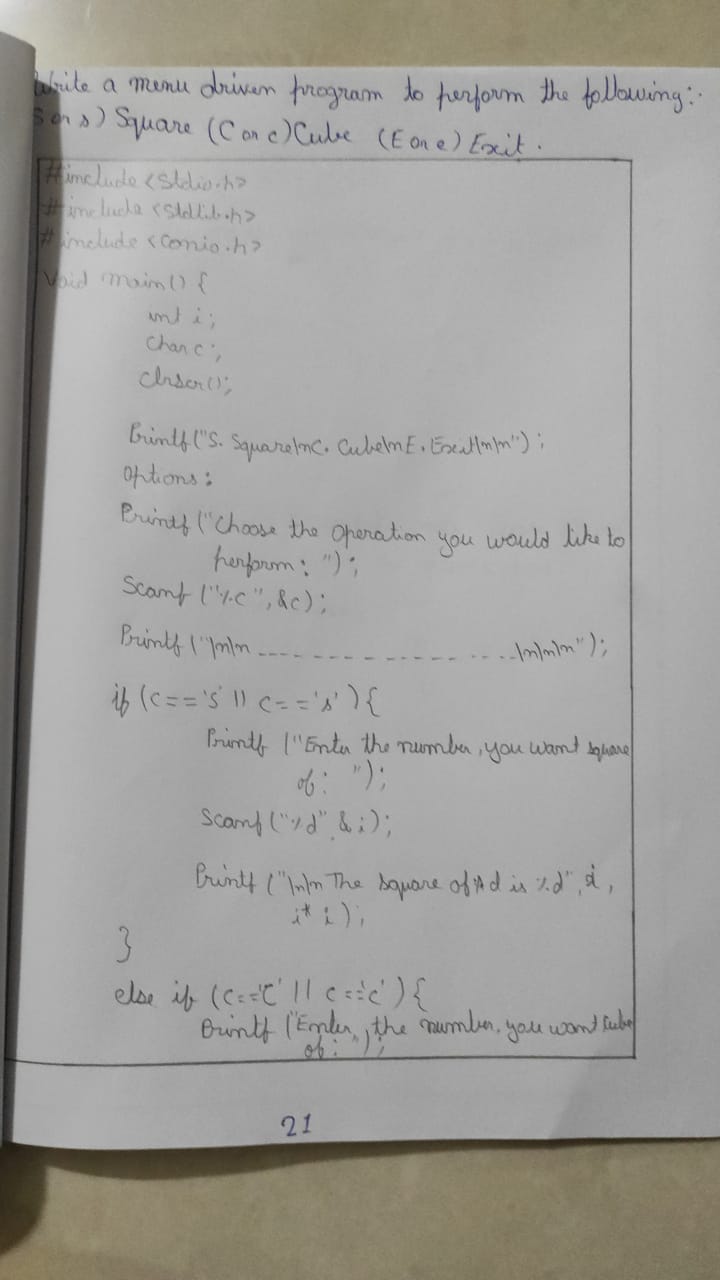 Write a menu driven program to perform the following:-
S or s) Square (C or c) Cube (E or e) Exit.
#include <Stdio.h>
#include <Stdlib.h>
#include <conio.h>
Void main() {
int i;
Char c;
clrscr();
Printf ("S. Square\nC. Cube\nE. Exit\n\n");
Options:
Printf ("Choose the operation you would like to
perform: ");
Scanf ("%c", &c);
Printf ("\n\n ------------------ \n\n\n");
if (c=='S' || c=='s') {
Printf ("Enter the number, you want square
of: ");
Scanf ("%d", &i);
Printf ("\n\n The square of %d is %d", i,
i* i);
}
else if (c=='C' || c=='c') {
Printf ("Enter, the number, you want Cube
of: ");
21